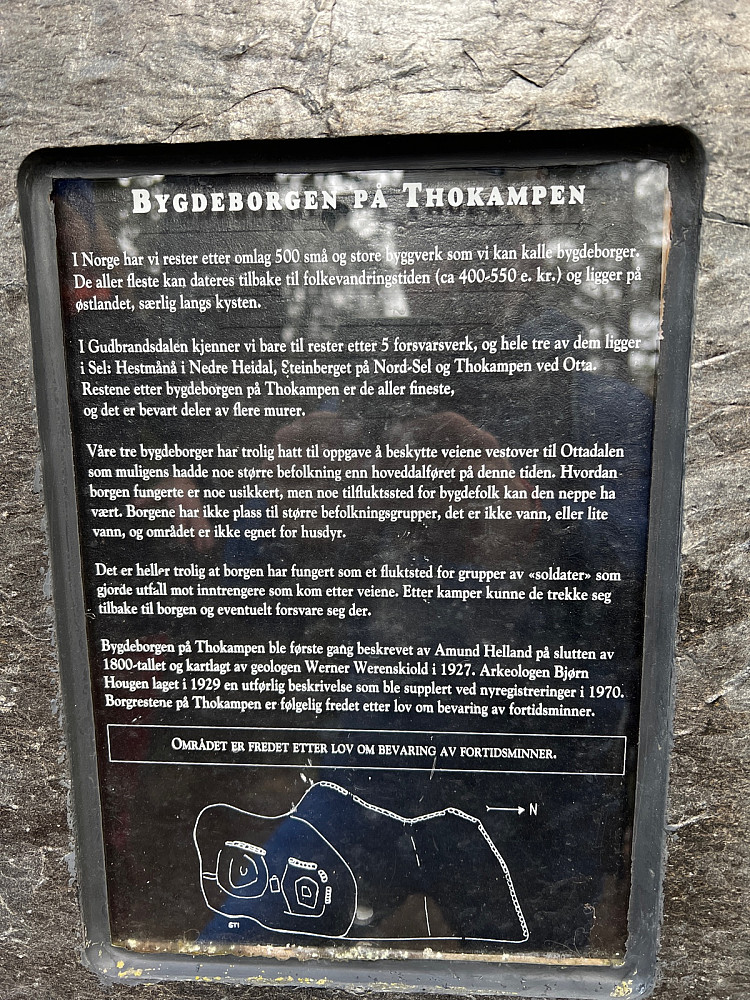 BYGDEBORGEN PÅ THOKAMPEN
I Norge har vi rester etter omlag 500 små og store byggverk som vi kan kalle bygdeborger.
De aller fleste kan dateres tilbake til folkevandringstiden (ca 400-550 e. kr.) og ligger på
østlandet, særlig langs kysten.
I Gudbrandsdalen kjenner vi bare til rester etter 5 forsvarsverk, og hele tre av dem ligger
i Sel: Hestmånå i Nedre Heidal, Steinberget på Nord-Sel og Thokampen ved Otta.
Restene etter bygdeborgen på Thokampen er de aller fineste,
og det er bevart deler av flere murer.
Våre tre bygdeborger har trolig hatt til oppgave å beskytte veiene vestover til Ottadalen
som muligens hadde noe større befolkning enn hoveddalføret på denne tiden. Hvordan
borgen fungerte er noe usikkert, men noe tilfluktssted for bygdefolk kan den neppe ha
vært. Borgene har ikke plass til større befolkningsgrupper, det er ikke vann, eller lite
vann, og området er ikke egnet for husdyr.
Det er heller trolig at borgen har fungert som et fluktsted for grupper av «soldater» som
gjorde utfall mot inntrengere som kom etter veiene. Etter kamper kunne de trekke seg
tilbake til borgen og eventuelt forsvare seg der.
Bygdeborgen på Thokampen ble første gang beskrevet av Amund Helland på slutten av
1800-tallet og kartlagt av geologen Werner Werenskiold i 1927. Arkeologen Bjørn
Hougen laget i 1929 en utførlig beskrivelse som ble supplert ved nyregistreringer i 1970.
Borgrestene på Thokampen er følgelig fredet etter lov om bevaring av fortidsminner.
OMRÅDET ER FREDET ETTER LOV OM BEVARING AV FORTIDSMINNER.
N
STI